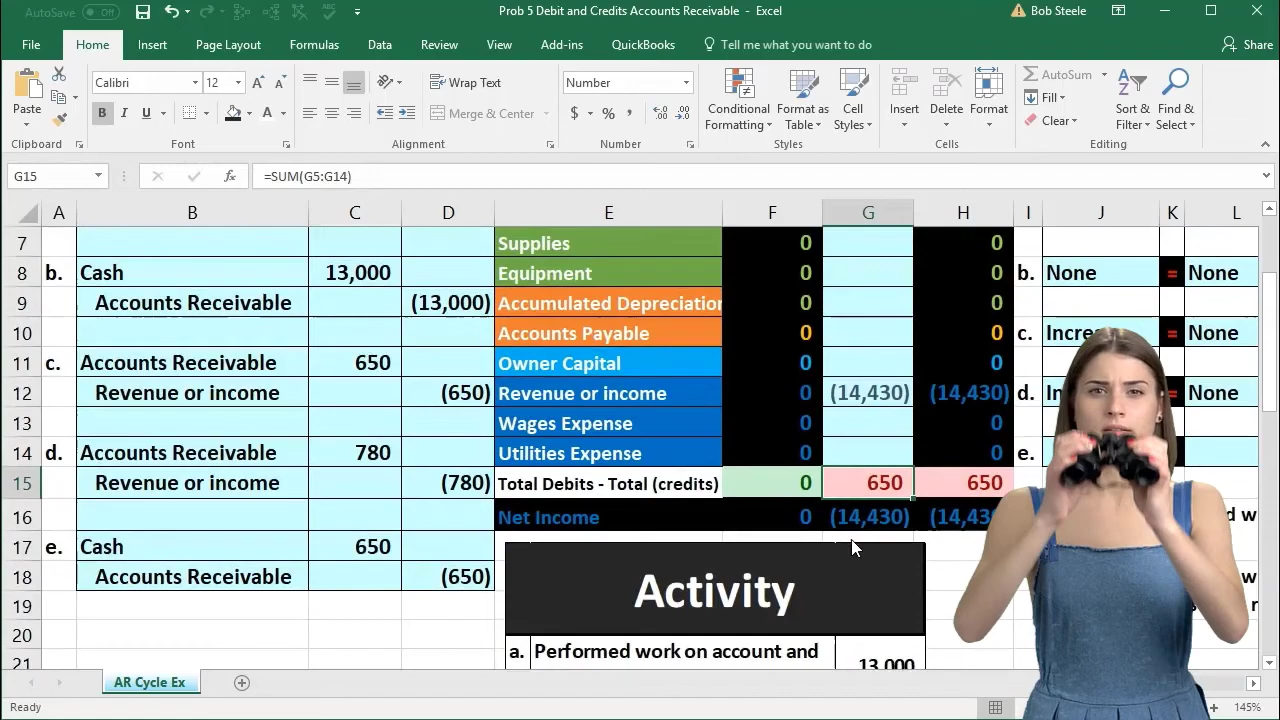 AutoSave Off Prob 5 Debit and Credits Accounts Receivable - Excel Bob Steele
File Home Insert Page Layout Formulas Data Review View Add-ins QuickBooks Tell me what you want to do Share
Calibri 12 Wrap Text Number AutoSum
Paste Fill
B I U Merge & Center $ % Conditional Formatting Format as Table Cell Styles Insert Delete Format Clear Sort & Filter Find & Select
Clipboard Font Alignment Number Styles Cells Editing
G15 fx =SUM(G5:G14)
A B C D E F G H I J K L
7 Supplies 0 0
8 b. Cash 13,000 Equipment 0 0 b. None = None
9 Accounts Receivable (13,000) Accumulated Depreciation 0 0
10 Accounts Payable 0 0 c. = None
11 c. Accounts Receivable 650 Owner Capital 0 0
12 Revenue or income (650) Revenue or income 0 (14,430) (14,430) d. = None
13 Wages Expense 0 0
14 d. Accounts Receivable 780 Utilities Expense 0 0 e.
15 Revenue or income (780) Total Debits - Total (credits) 0 650 650
16 Net Income 0 (14,430)
17 e. Cash 650
18 Accounts Receivable (650)
19
20
21
Activity
a. Performed work on account and 13,000
AR Cycle Ex
Ready 145%